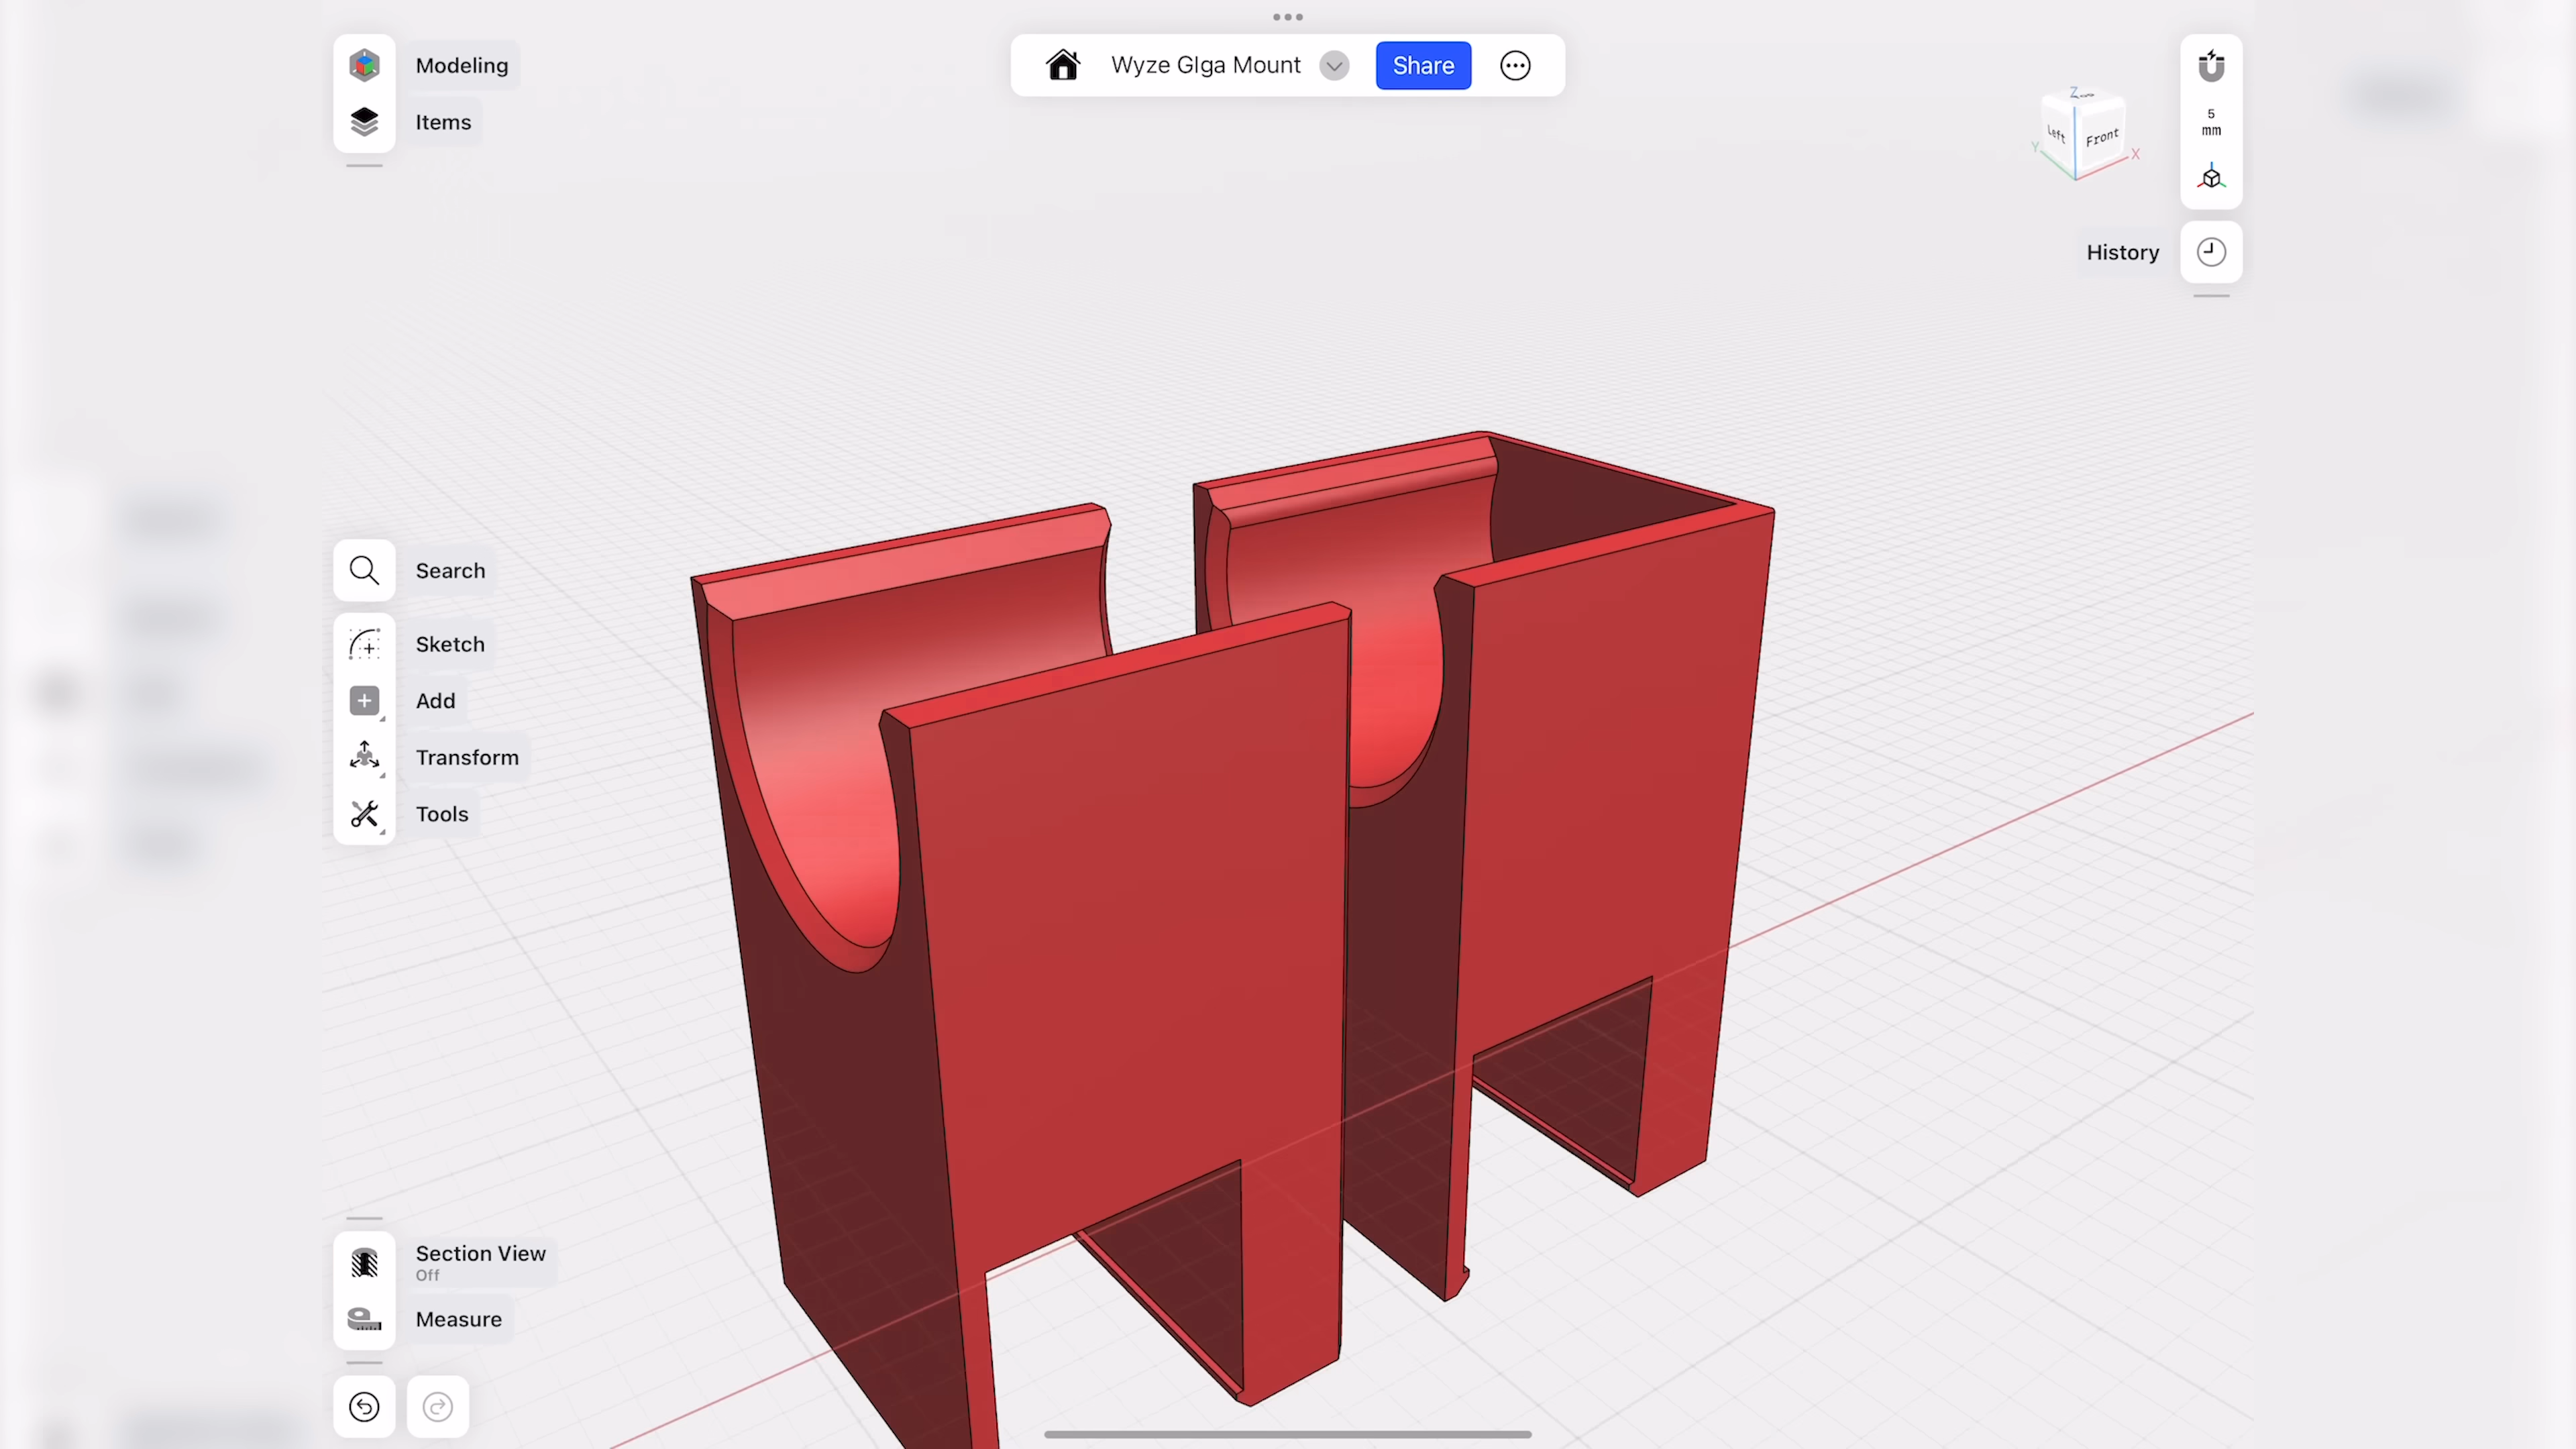 Modeling
Items
Wyze GIga Mount
Share
Z
Left
Front
Y
X
5
mm
History
Search
Sketch
Add
Transform
Tools
Section View
Off
Measure